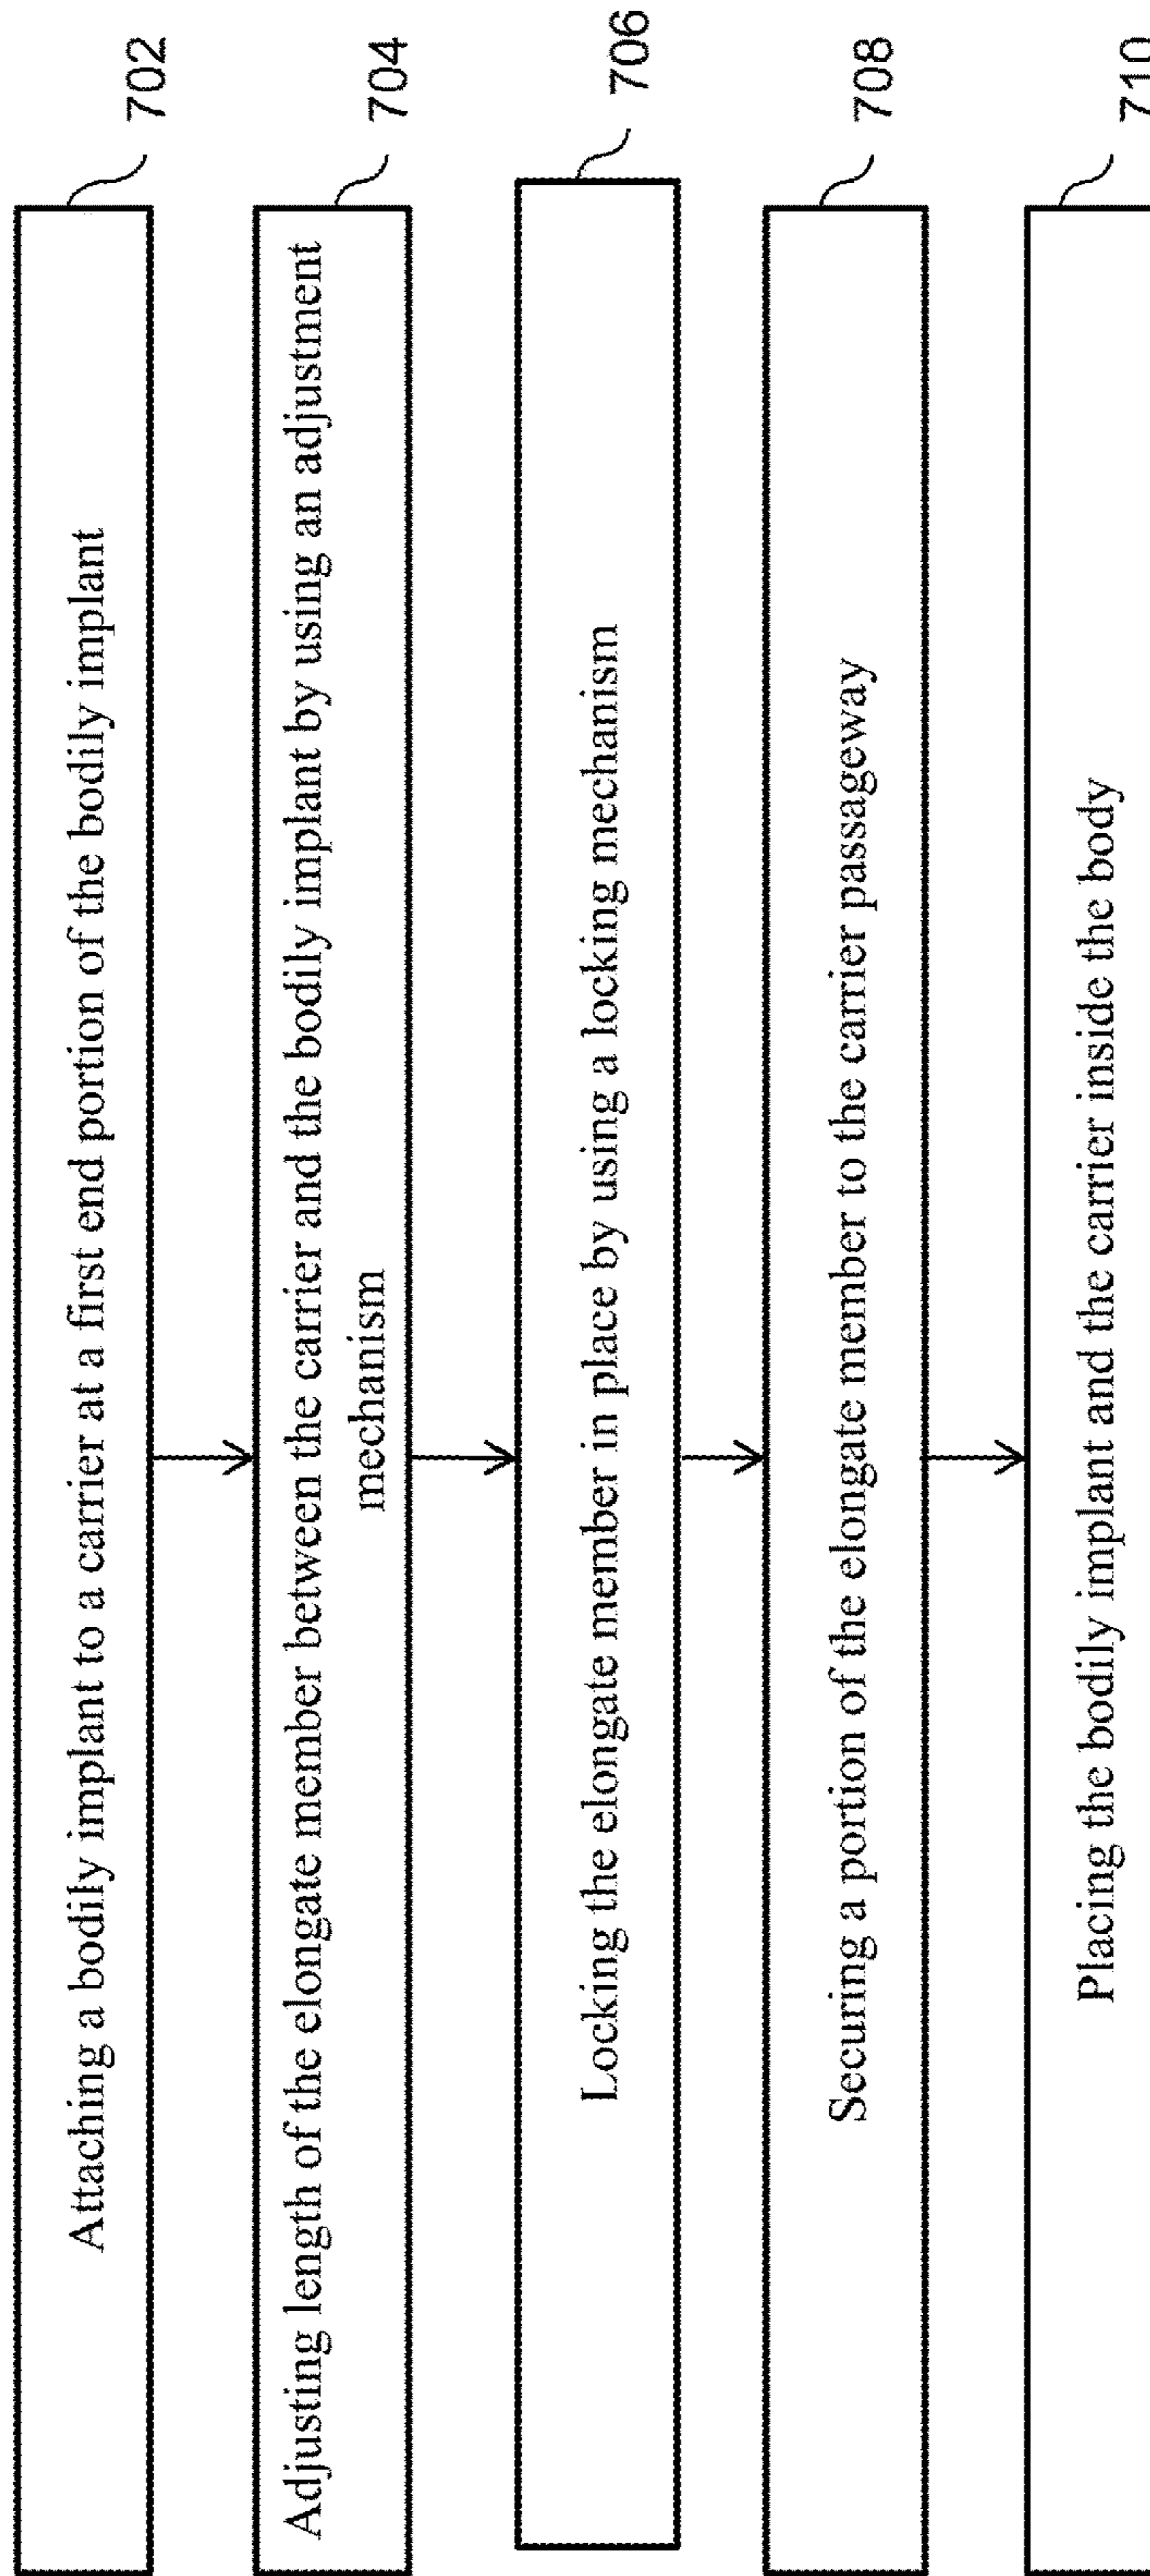 Attaching a bodily implant to a carrier at a first end portion of the bodily implant
702
Adjusting length of the elongate member between the carrier and the bodily implant by using an adjustment
mechanism
704
Locking the elongate member in place by using a locking mechanism
706
Securing a portion of the elongate member to the carrier passageway
708
Placing the bodily implant and the carrier inside the body
710